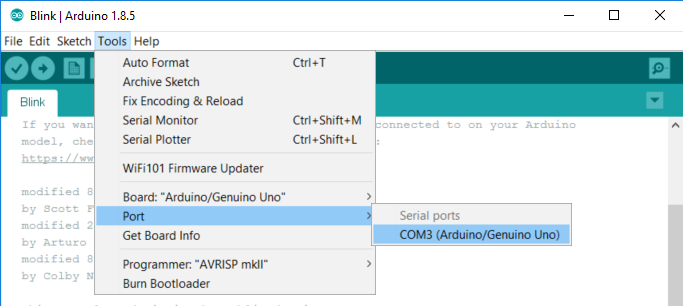 Blink | Arduino 1.8.5
File Edit Sketch Tools Help
Auto Format Ctrl+T
Archive Sketch
Fix Encoding & Reload
Serial Monitor Ctrl+Shift+M
Serial Plotter Ctrl+Shift+L
WiFi101 Firmware Updater
Board: "Arduino/Genuino Uno"
Port
Get Board Info
Programmer: "AVRISP mkII"
Burn Bootloader
Serial ports
COM3 (Arduino/Genuino Uno)
Blink
If you wan connected to on your Arduino
model, che :
https://ww
modified 8
by Scott F
modified 2
by Arturo
modified 8
by Colby N